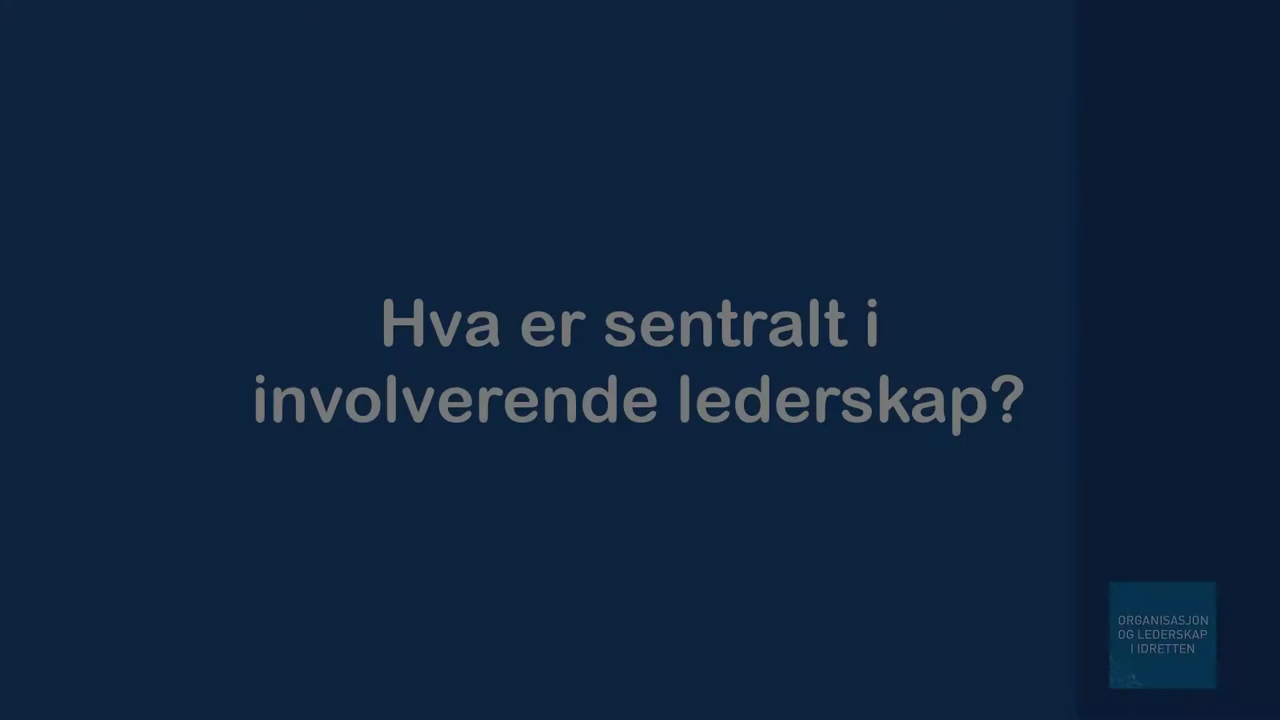 Hva er sentralt i
involverende lederskap?
ORGANISASJON
OG LEDERSKAP
I IDRETTEN